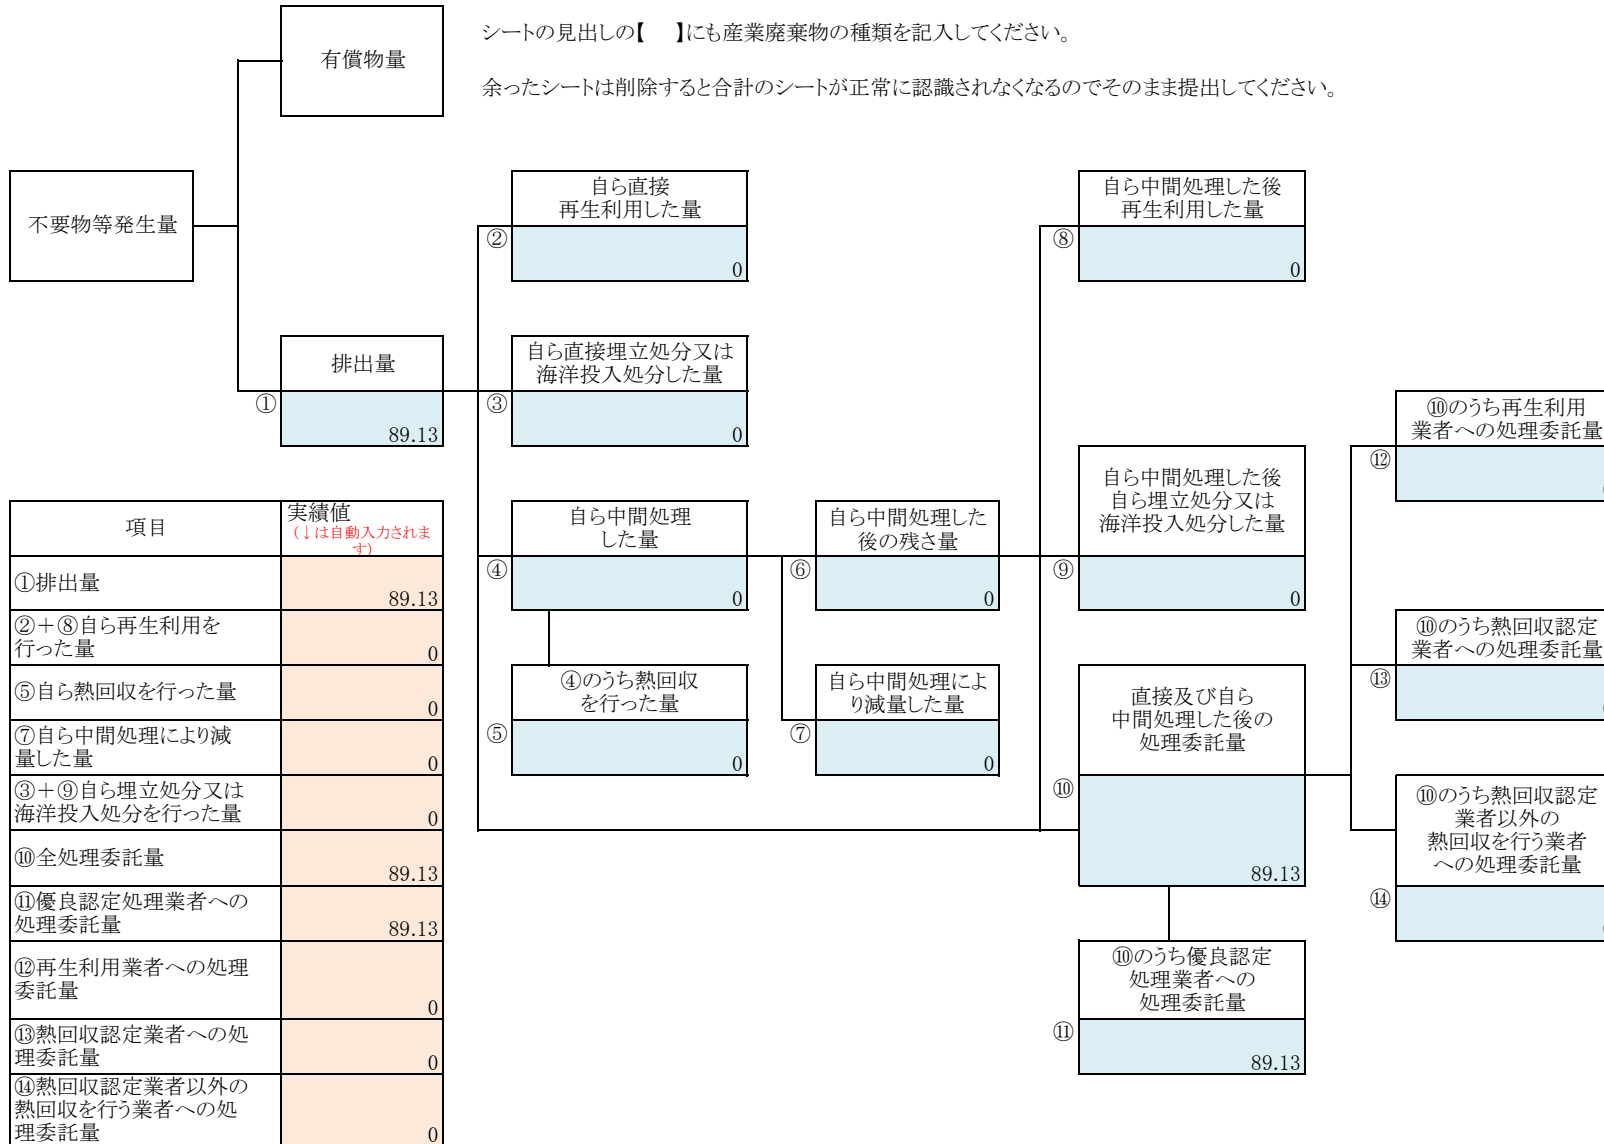 有償物量
シートの見出しの【　】にも産業廃棄物の種類を記入してください。
余ったシートは削除すると合計のシートが正常に認識されなくなるのでそのまま提出してください。
不要物等発生量
自ら直接
再生利用した量
②
0
自ら中間処理した後
再生利用した量
⑧
0
排出量
①
89.13
自ら直接埋立処分又は
海洋投入処分した量
③
0
⑩のうち再生利用
業者への処理委託量
⑫
自ら中間処理
した量
④
0
自ら中間処理した
後の残さ量
⑥
0
自ら中間処理した後
自ら埋立処分又は
海洋投入処分した量
⑨
0
⑩のうち熱回収認定
業者への処理委託量
⑬
④のうち熱回収
を行った量
⑤
0
自ら中間処理によ
り減量した量
⑦
0
直接及び自ら
中間処理した後の
処理委託量
⑩
89.13
⑩のうち熱回収認定
業者以外の
熱回収を行う業者
への処理委託量
⑭
⑩のうち優良認定
処理業者への
処理委託量
⑪
89.13
項目
実績値
(↓は自動入力されま
す)
①排出量
89.13
②＋⑧自ら再生利用を
行った量
0
⑤自ら熱回収を行った量
0
⑦自ら中間処理により減
量した量
0
③＋⑨自ら埋立処分又は
海洋投入処分を行った量
0
⑩全処理委託量
89.13
⑪優良認定処理業者への
処理委託量
89.13
⑫再生利用業者への処理
委託量
0
⑬熱回収認定業者への処
理委託量
0
⑭熱回収認定業者以外の
熱回収を行う業者への処
理委託量
0